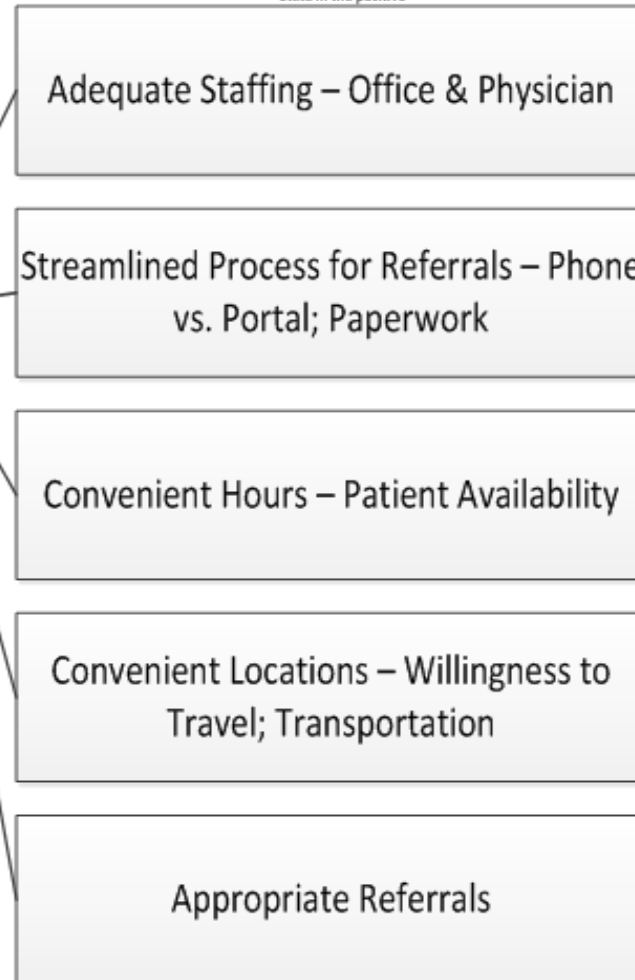 Adequate Staffing – Office & Physician
Streamlined Process for Referrals – Phone
vs. Portal; Paperwork
Convenient Hours – Patient Availability
Convenient Locations – Willingness to
Travel; Transportation
Appropriate Referrals